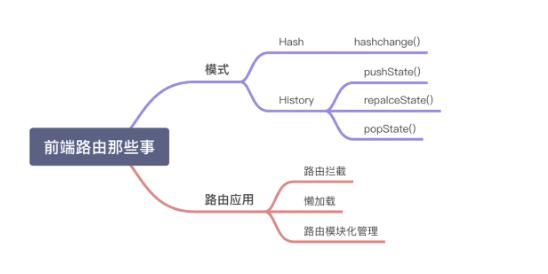 前端路由那些事
模式
Hash
hashchange()
History
pushState()
repalceState()
popState()
路由应用
路由拦截
懒加载
路由模块化管理